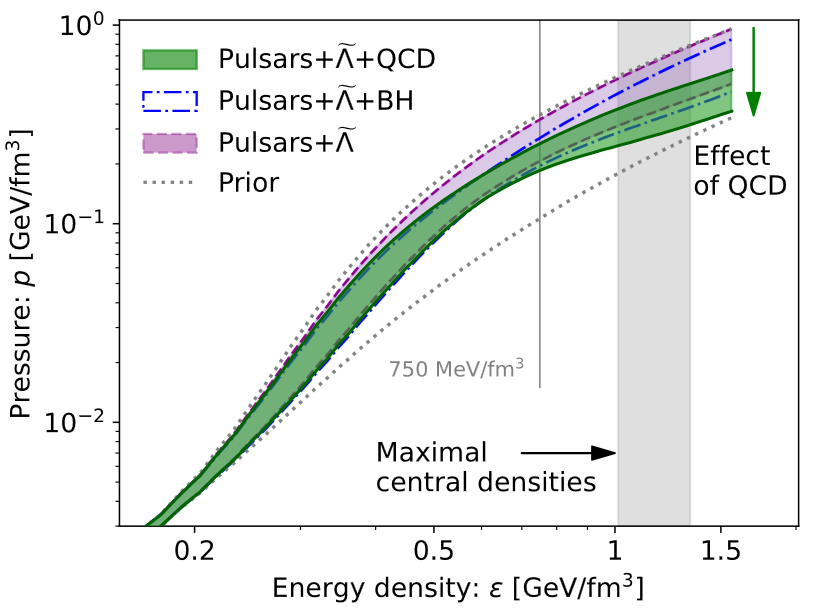 10⁰
10⁻¹
10⁻²
Pressure: p [GeV/fm³]
Pulsars+Λ̃+QCD
Pulsars+Λ̃+BH
Pulsars+Λ̃
Prior
Effect
of QCD
750 MeV/fm³
Maximal
central densities
0.2 0.5 1 1.5
Energy density: ε [GeV/fm³]